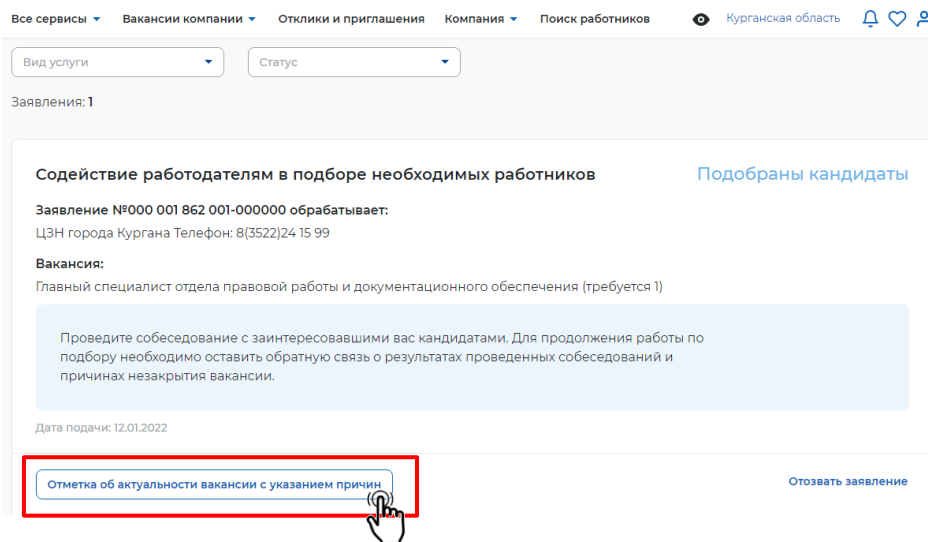 Все сервисы Вакансии компании Отклики и приглашения Компания Поиск работников Курганская область
Вид услуги Статус
Заявления: 1
Содействие работодателям в подборе необходимых работников Подобраны кандидаты
Заявление №000 001 862 001-000000 обрабатывает:
ЦЗН города Кургана Телефон: 8(3522)24 15 99
Вакансия:
Главный специалист отдела правовой работы и документационного обеспечения (требуется 1)
Проведите собеседование с заинтересовавшими вас кандидатами. Для продолжения работы по
подбору необходимо оставить обратную связь о результатах проведенных собеседований и
причинах незакрытия вакансии.
Дата подачи: 12.01.2022
Отметка об актуальности вакансии с указанием причин Отозвать заявление